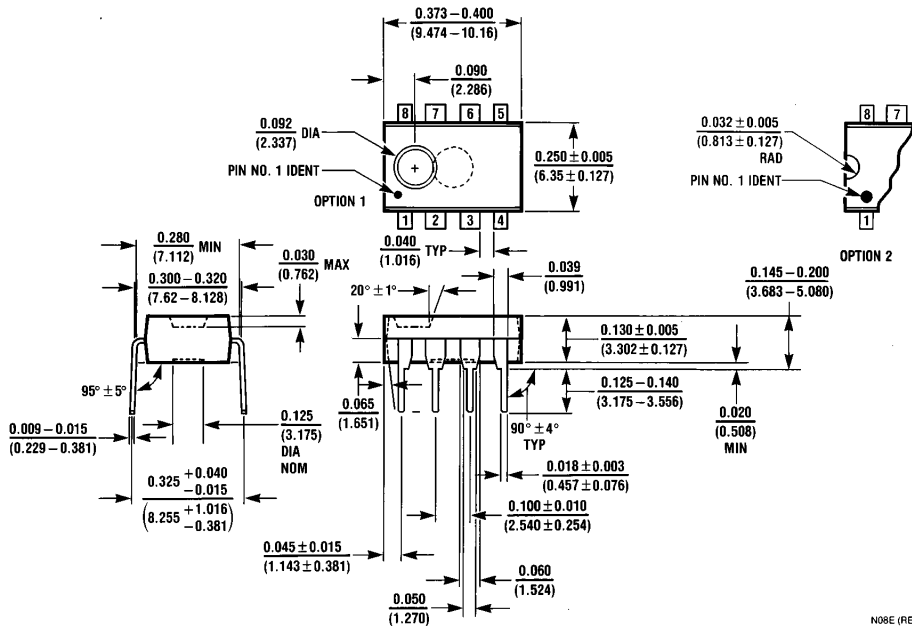 0.373 – 0.400
(9.474 – 10.16)
0.090
(2.286)
8 7 6 5
0.092 DIA
(2.337)
PIN NO. 1 IDENT
OPTION 1
1 2 3 4
0.250 ± 0.005
(6.35 ± 0.127)
8 7
0.032 ± 0.005
(0.813 ± 0.127)
RAD
PIN NO. 1 IDENT
1
OPTION 2
0.280 MIN
(7.112)
0.300 – 0.320
(7.62 – 8.128)
0.030 MAX
(0.762)
0.040 TYP
(1.016)
0.039
(0.991)
20° ± 1°
0.145 – 0.200
(3.683 – 5.080)
0.130 ± 0.005
(3.302 ± 0.127)
0.125 – 0.140
(3.175 – 3.556)
0.020
(0.508)
MIN
95° ± 5°
0.009 – 0.015
(0.229 – 0.381)
0.125
(3.175)
DIA
NOM
0.065
(1.651)
90° ± 4°
TYP
0.018 ± 0.003
(0.457 ± 0.076)
0.325 +0.040
−0.015
(8.255 +1.016
−0.381)
0.100 ± 0.010
(2.540 ± 0.254)
0.045 ± 0.015
(1.143 ± 0.381)
0.060
(1.524)
0.050
(1.270)
N08E (RE